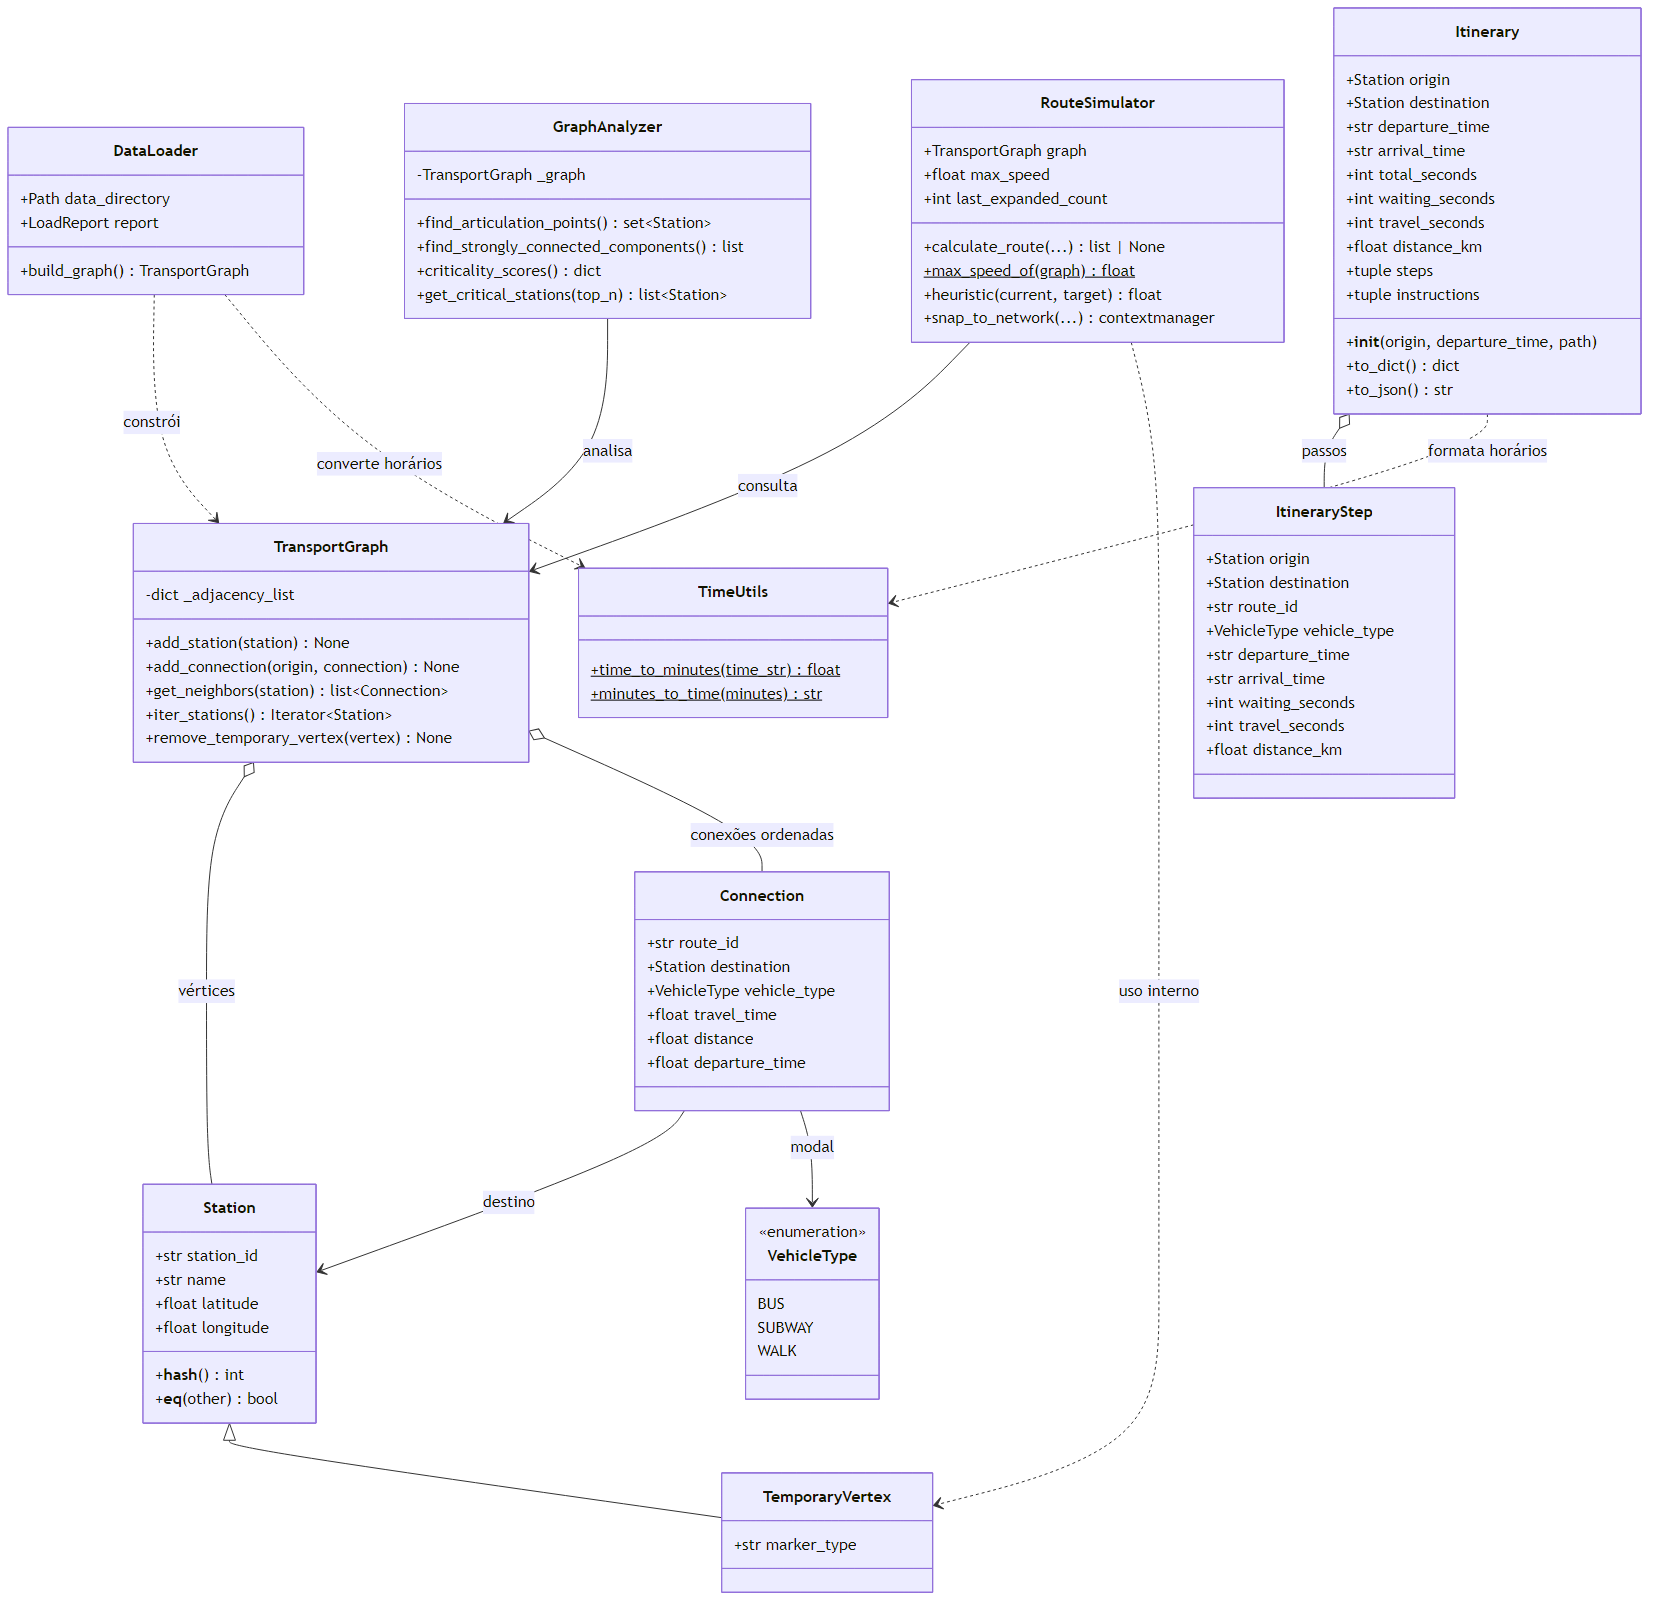 Itinerary
+Station origin
+Station destination
+str departure_time
+str arrival_time
+int total_seconds
+int waiting_seconds
+int travel_seconds
+float distance_km
+tuple steps
+tuple instructions
+init(origin, departure_time, path)
+to_dict() : dict
+to_json() : str
RouteSimulator
+TransportGraph graph
+float max_speed
+int last_expanded_count
+calculate_route(...) : list | None
+max_speed_of(graph) : float
+heuristic(current, target) : float
+snap_to_network(...) : contextmanager
GraphAnalyzer
-TransportGraph _graph
+find_articulation_points() : set<Station>
+find_strongly_connected_components() : list
+criticality_scores() : dict
+get_critical_stations(top_n) : list<Station>
DataLoader
+Path data_directory
+LoadReport report
+build_graph() : TransportGraph
constrói
converte horários
analisa
consulta
passos
formata horários
TransportGraph
-dict _adjacency_list
+add_station(station) : None
+add_connection(origin, connection) : None
+get_neighbors(station) : list<Connection>
+iter_stations() : Iterator<Station>
+remove_temporary_vertex(vertex) : None
TimeUtils
+time_to_minutes(time_str) : float
+minutes_to_time(minutes) : str
ItineraryStep
+Station origin
+Station destination
+str route_id
+VehicleType vehicle_type
+str departure_time
+str arrival_time
+int waiting_seconds
+int travel_seconds
+float distance_km
conexões ordenadas
Connection
+str route_id
+Station destination
+VehicleType vehicle_type
+float travel_time
+float distance
+float departure_time
vértices
uso interno
modal
destino
Station
+str station_id
+str name
+float latitude
+float longitude
+hash() : int
+eq(other) : bool
«enumeration»
VehicleType
BUS
SUBWAY
WALK
TemporaryVertex
+str marker_type